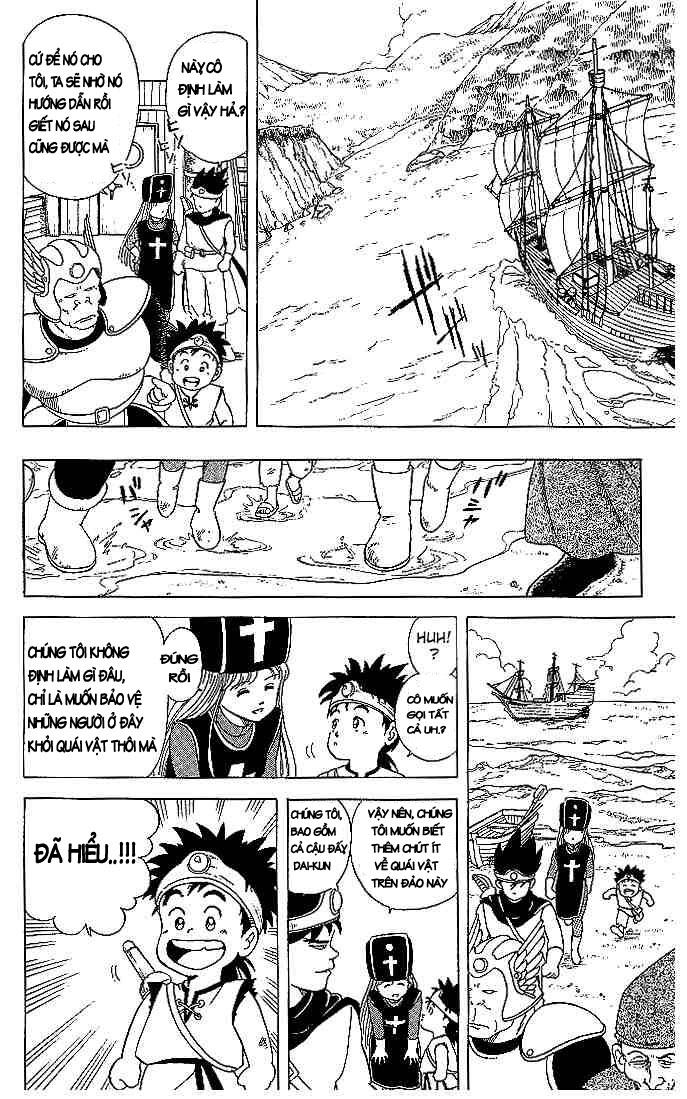 NÀY CÔ
ĐỊNH LÀM
GÌ VẬY HẢ,?
CỨ ĐỂ NÓ CHO
TÔI, TA SẼ NHỜ NÓ
HƯỚNG DẪN RỒI
GIẾT NÓ SAU
CŨNG ĐƯỢC MÀ
HUH!
?
CÔ MUỐN
GỌI TẤT
CẢ UH.?
ĐÚNG
RỒI
CHÚNG TÔI KHÔNG
ĐỊNH LÀM GÌ ĐÂU,
CHỈ LÀ MUỐN BẢO VỆ
NHỮNG NGƯỜI Ở ĐÂY
KHỎI QUÁI VẬT THÔI MÀ
VẬY NÊN, CHÚNG
TÔI MUỐN BIẾT
THÊM CHÚT ÍT
VỀ QUÁI VẬT
TRÊN ĐẢO NÀY
CHÚNG TÔI,
BAO GỒM
CẢ CẬU ĐẤY
DAI-KUN
ĐÃ HIỂU..!!!